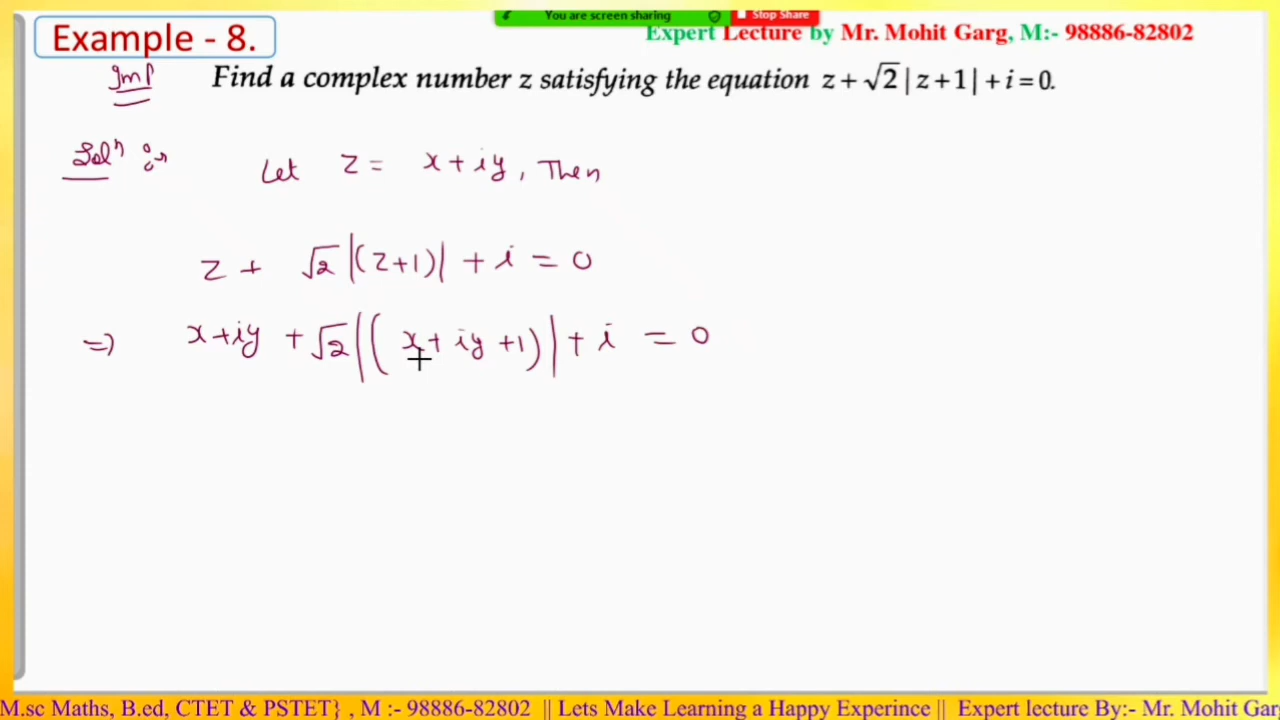 You are screen sharing Stop Share
Example - 8.
Expert Lecture by Mr. Mohit Garg, M:- 98886-82802
Imp Find a complex number z satisfying the equation z + √2 | z + 1 | + i = 0.
Solⁿ :- Let z = x + iy, Then
z + √2 |(z+1)| + i = 0
=) x + iy + √2 |( x + iy + 1)| + i = 0
M.sc Maths, B.ed, CTET & PSTET} , M :- 98886-82802 || Lets Make Learning a Happy Experince || Expert lecture By:- Mr. Mohit Gar